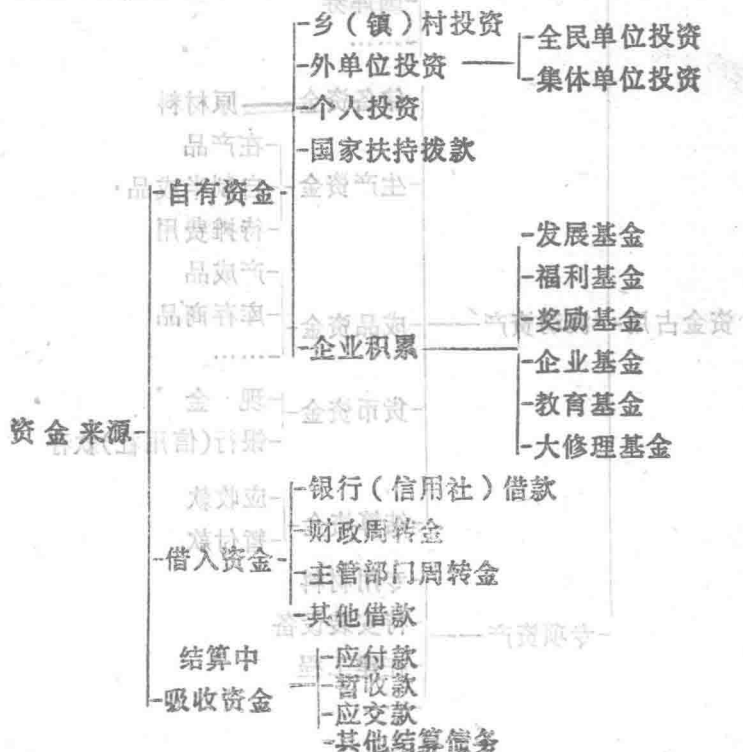 资金来源
自有资金
乡（镇）村投资
外单位投资
全民单位投资
集体单位投资
个人投资
国家扶持拨款
企业积累
发展基金
福利基金
奖励基金
企业基金
教育基金
大修理基金
借入资金
银行（信用社）借款
财政周转金
主管部门周转金
其他借款
结算中
吸收资金
应付款
暂收款
应交款
其他结算债务